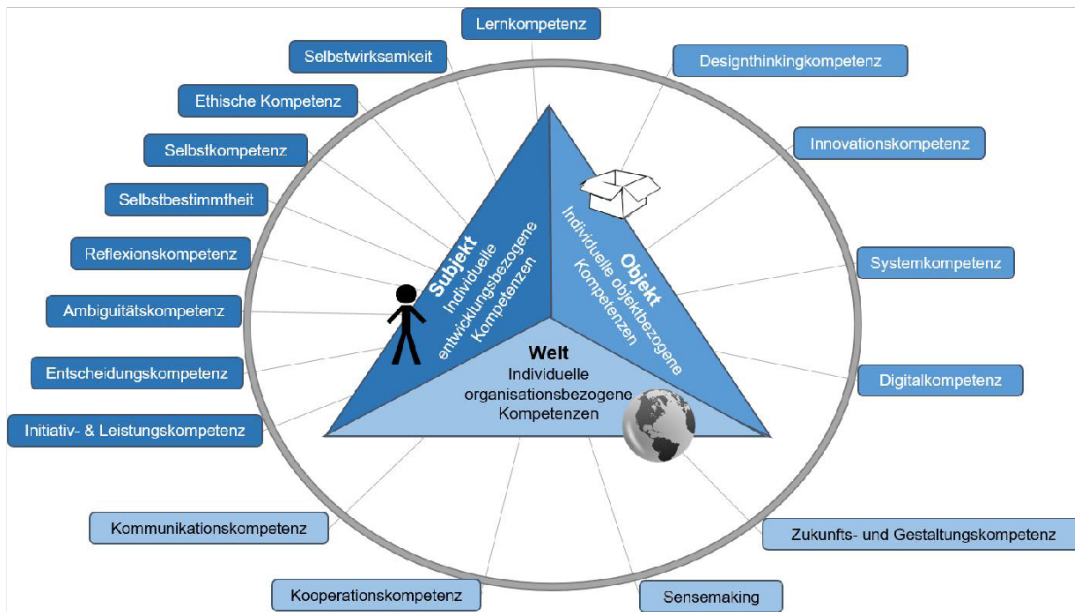 Lernkompetenz
Selbstwirksamkeit
Designthinkingkompetenz
Ethische Kompetenz
Innovationskompetenz
Selbstkompetenz
Selbstbestimmtheit
Reflexionskompetenz
Systemkompetenz
Ambiguitätskompetenz
Entscheidungskompetenz
Digitalkompetenz
Initiativ- & Leistungskompetenz
Subjekt
Individuelle
entwicklungsbezogene
Kompetenzen
Objekt
Individuelle objektbezogene
Kompetenzen
Welt
Individuelle
organisationsbezogene
Kompetenzen
Kommunikationskompetenz
Zukunfts- und Gestaltungskompetenz
Kooperationskompetenz
Sensemaking